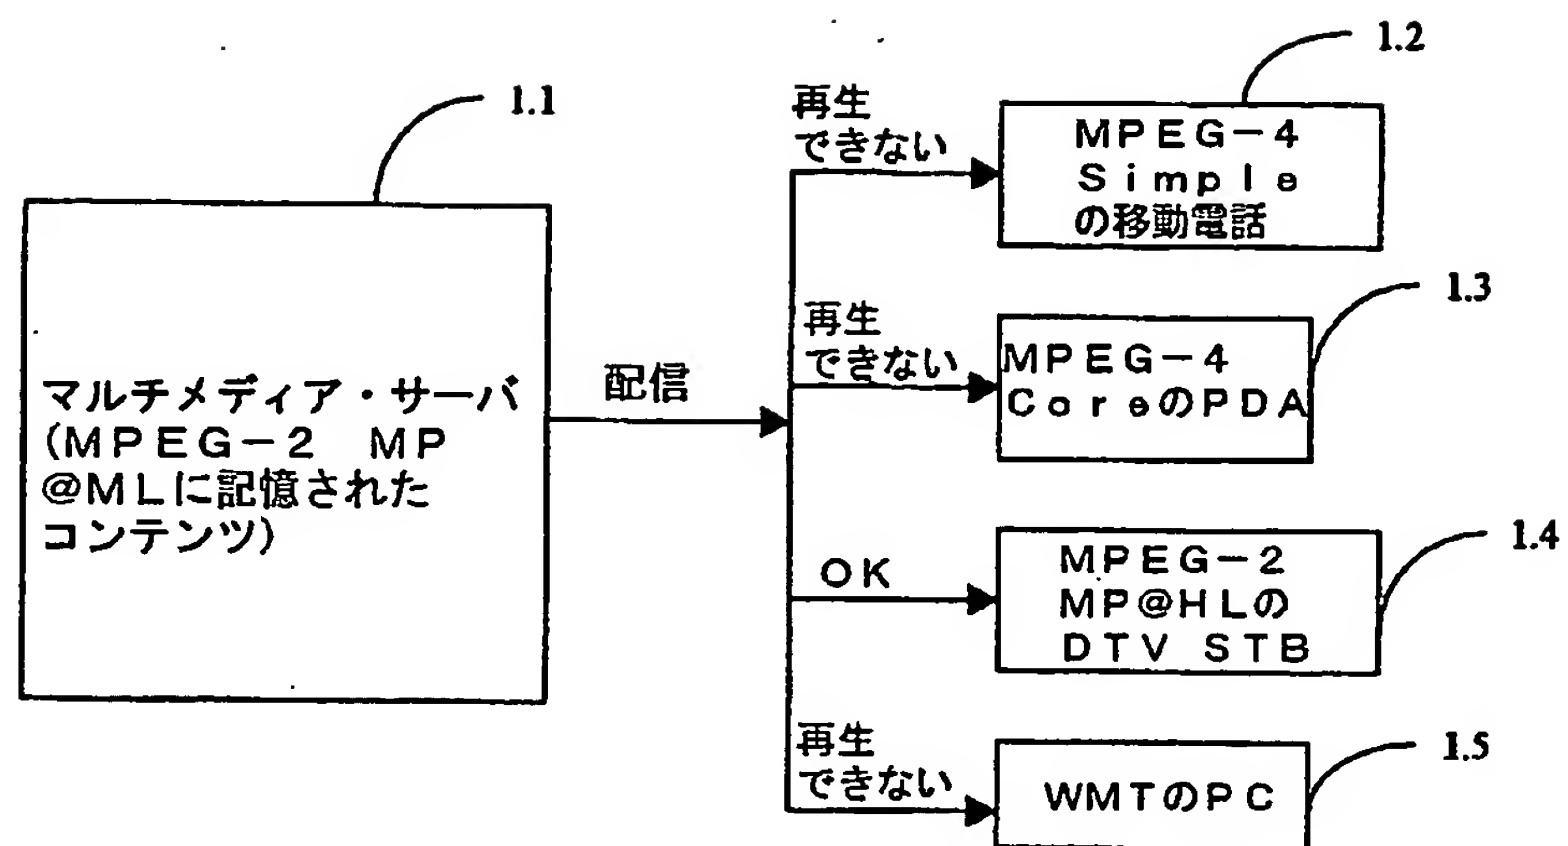 1.1
マルチメディア・サーバ
(MPEG-2 MP
@MLに記憶された
コンテンツ)
配信
再生
できない
1.2
MPEG-4
Simple
の移動電話
再生
できない
1.3
MPEG-4
CoreのPDA
OK
1.4
MPEG-2
MP@HLの
DTV STB
再生
できない
1.5
WMTのPC